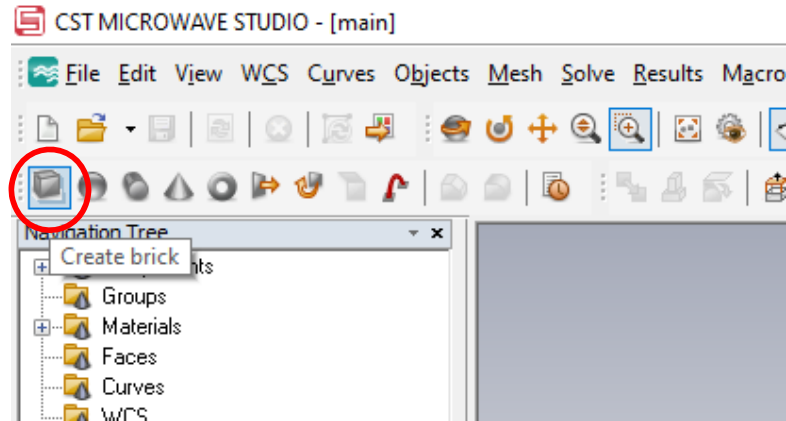 CST MICROWAVE STUDIO - [main]
File Edit View WCS Curves Objects Mesh Solve Results Macro
Navigation Tree
Create brick
Groups
Materials
Faces
Curves
WCS